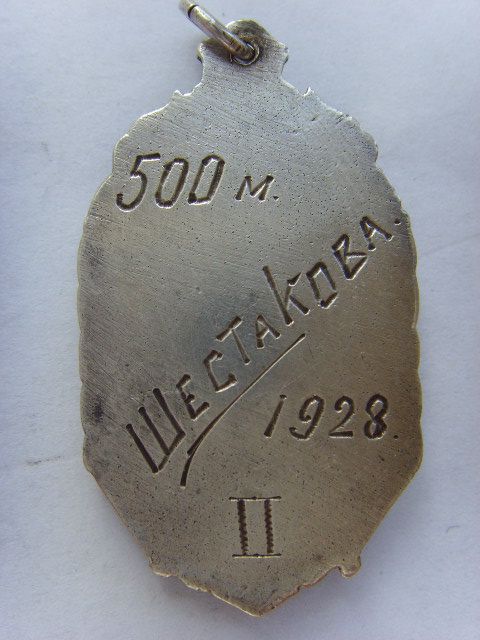 500 м.
Шестакова.
1928.
II